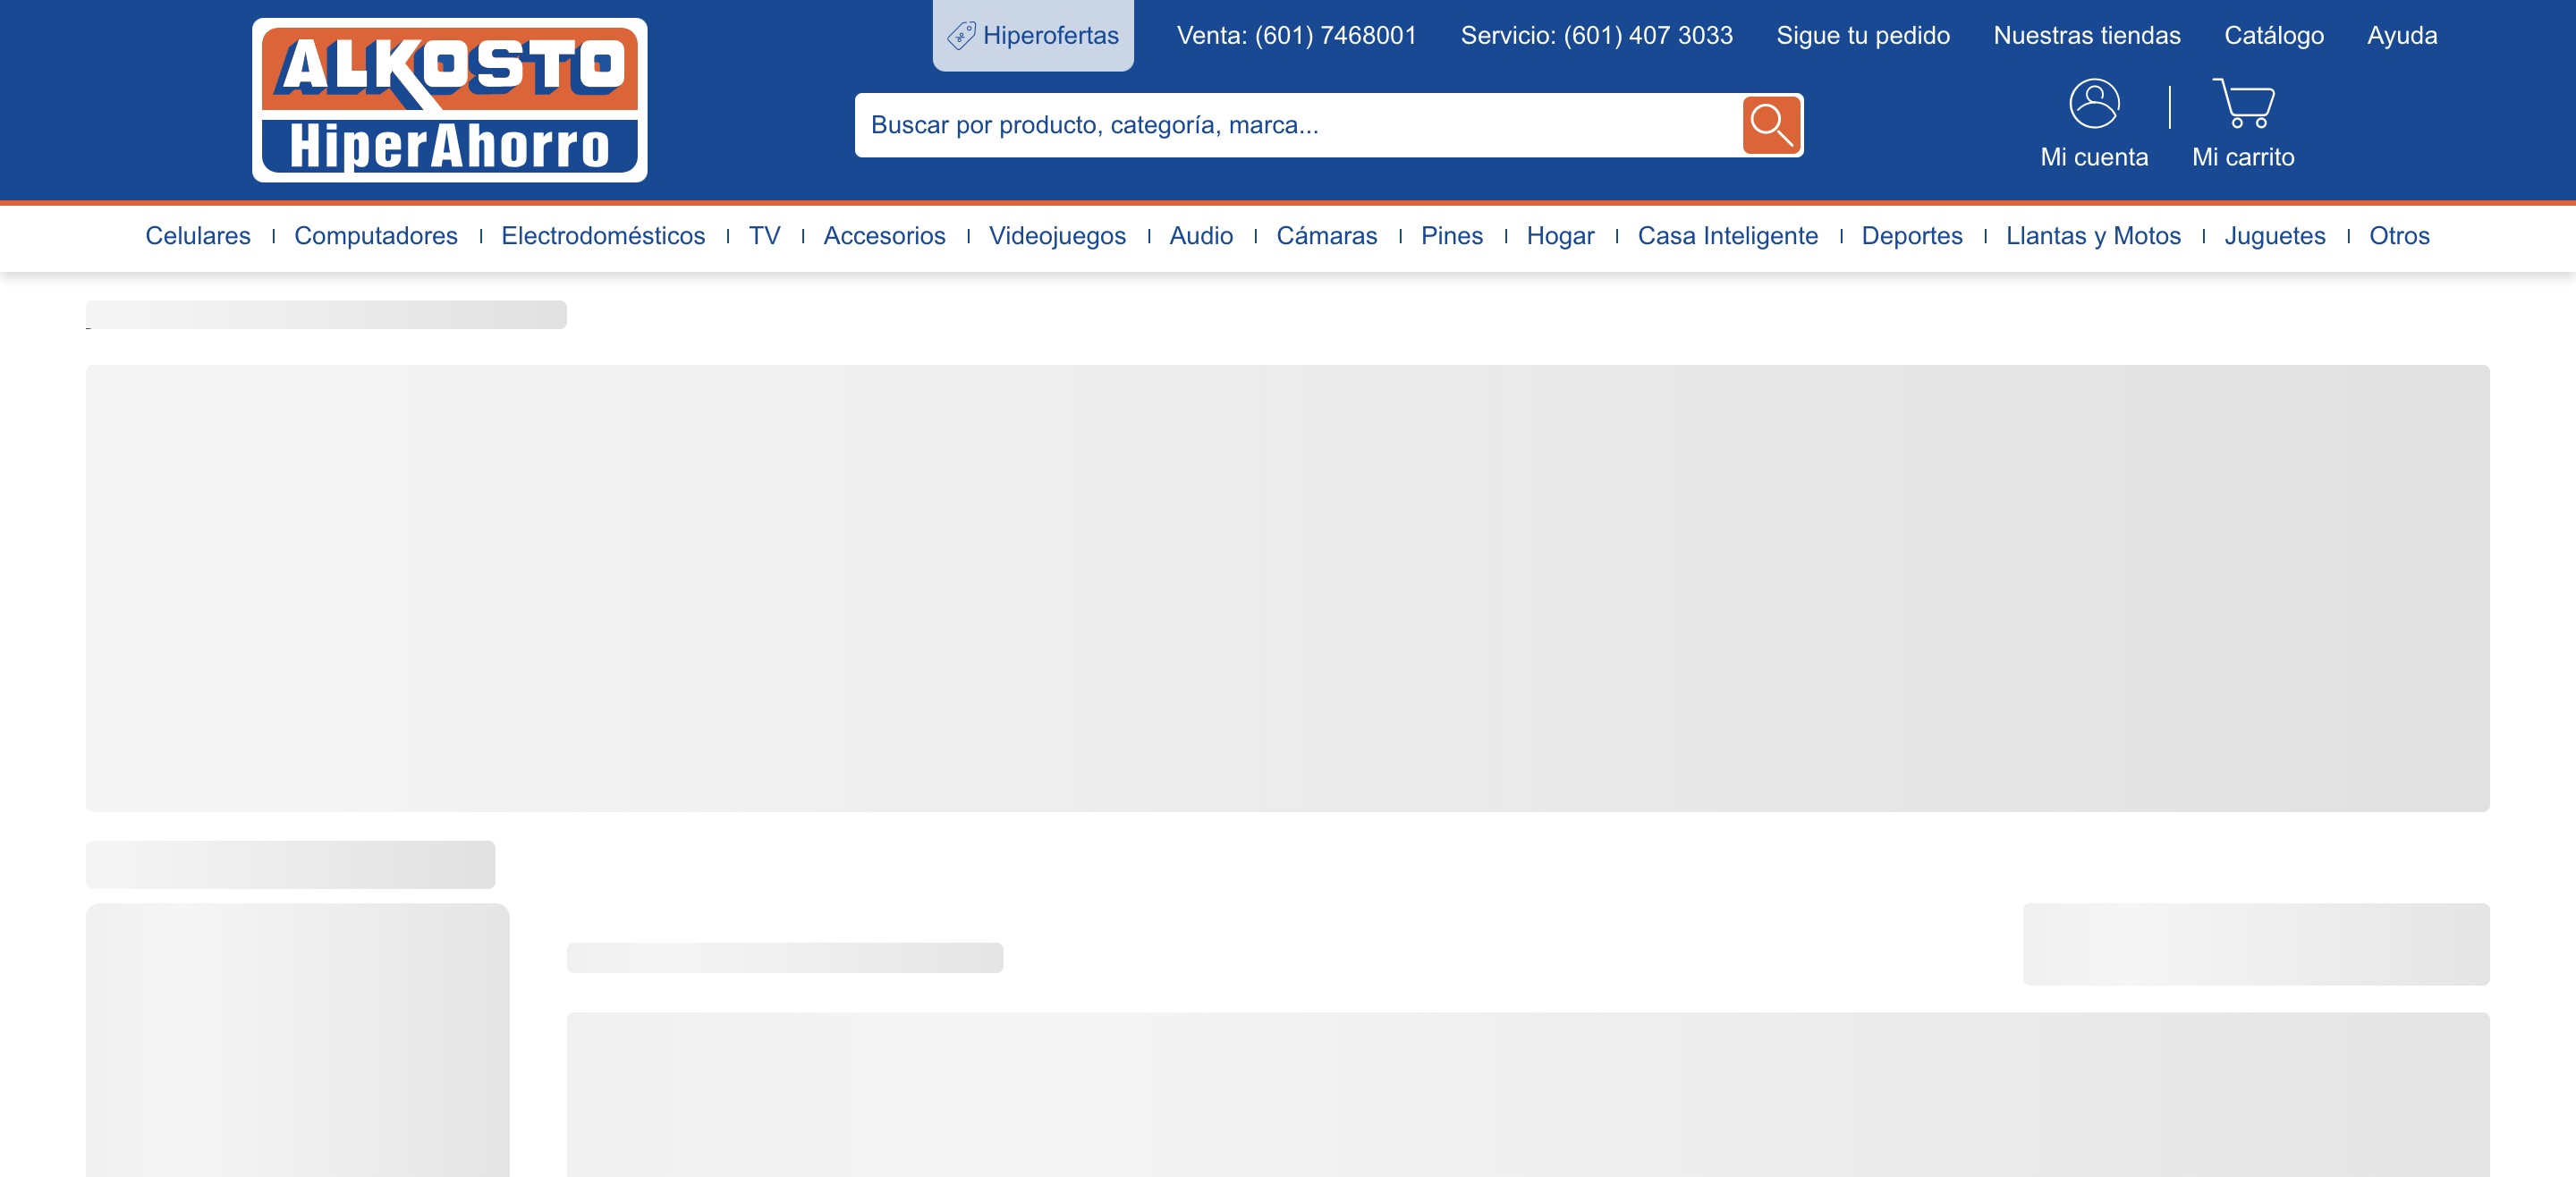 ALKOSTO
HiperAhorro
Hiperofertas
Venta: (601) 7468001
Servicio: (601) 407 3033
Sigue tu pedido
Nuestras tiendas
Catálogo
Ayuda
Buscar por producto, categoría, marca...
Mi cuenta
Mi carrito
Celulares
Computadores
Electrodomésticos
TV
Accesorios
Videojuegos
Audio
Cámaras
Pines
Hogar
Casa Inteligente
Deportes
Llantas y Motos
Juguetes
Otros